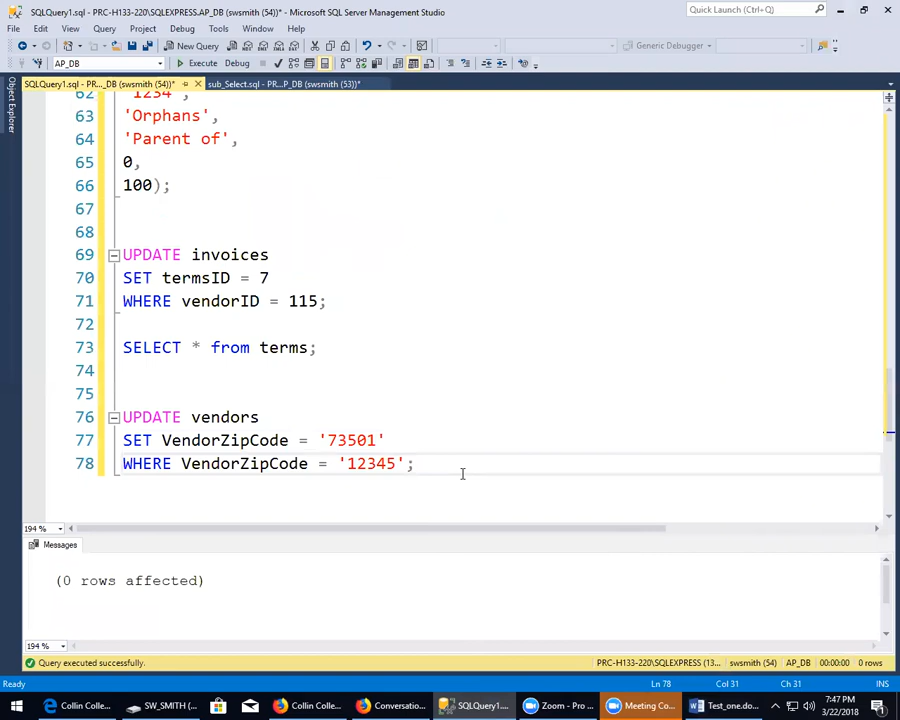 SQLQuery1.sql - PRC-H133-220\SQLEXPRESS.AP_DB (swsmith (54))* - Microsoft SQL Server Management Studio
Quick Launch (Ctrl+Q)
File Edit View Query Project Debug Tools Window Help
New Query
Generic Debugger
AP_DB
Execute Debug
SQLQuery1.sql - PR..._DB (swsmith (54))*
sub_Select.sql - PR...P_DB (swsmith (53))*
Object Explorer
62 '1234',
63 'Orphans',
64 'Parent of',
65 0,
66 100);
67
68
69 UPDATE invoices
70 SET termsID = 7
71 WHERE vendorID = 115;
72
73 SELECT * from terms;
74
75
76 UPDATE vendors
77 SET VendorZipCode = '73501'
78 WHERE VendorZipCode = '12345';
194 %
Messages
(0 rows affected)
194 %
Query executed successfully.
PRC-H133-220\SQLEXPRESS (13... swsmith (54) AP_DB 00:00:00 0 rows
Ready
Ln 78 Col 31 Ch 31 INS
Collin Colle...
SW_SMITH (...
Collin Colle...
Conversatio...
SQLQuery1....
Zoom - Pro ...
Meeting Co...
Test_one.do...
7:47 PM
3/22/2018